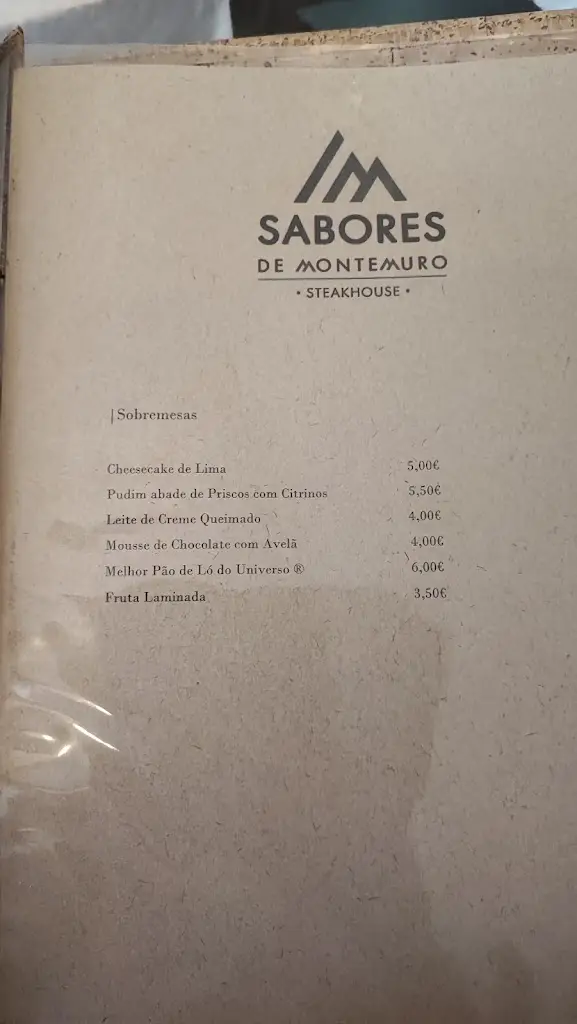 SABORES
DE MONTEMURO
• STEAKHOUSE •
| Sobremesas
Cheesecake de Lima 5,00€
Pudim abade de Priscos com Citrinos 5,50€
Leite de Creme Queimado 4,00€
Mousse de Chocolate com Avelã 4,00€
Melhor Pão de Ló do Universo ® 6,00€
Fruta Laminada 3,50€